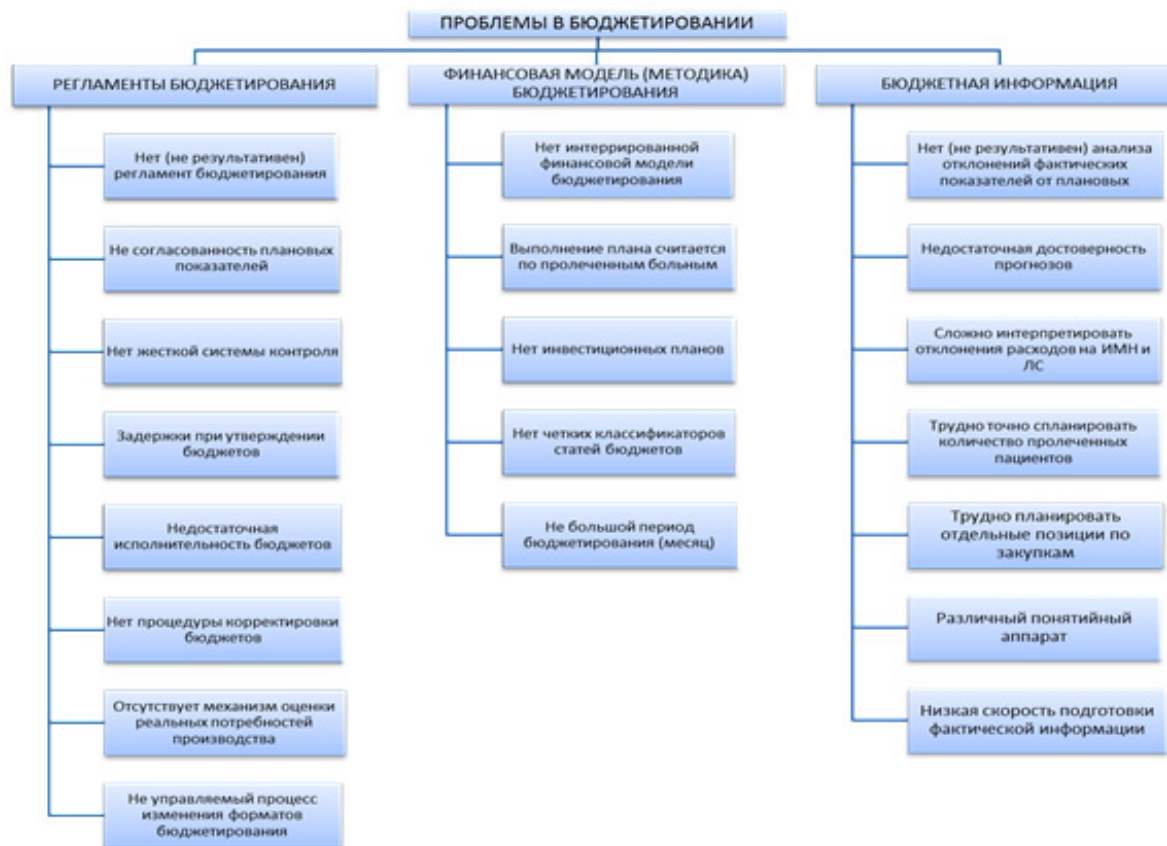 ПРОБЛЕМЫ В БЮДЖЕТИРОВАНИИ
РЕГЛАМЕНТЫ БЮДЖЕТИРОВАНИЯ
Нет (не результативен)
регламент бюджетирования
Не согласованность плановых
показателей
Нет жесткой системы контроля
Задержки при утверждении
бюджетов
Недостаточная
исполнительность бюджетов
Нет процедуры корректировки
бюджетов
Отсутствует механизм оценки
реальных потребностей
производства
Не управляемый процесс
изменения форматов
бюджетирования
ФИНАНСОВАЯ МОДЕЛЬ (МЕТОДИКА)
БЮДЖЕТИРОВАНИЯ
Нет интеррированной
финансовой модели
бюджетирования
Выполнение плана считается
по пролеченным больным
Нет инвестиционных планов
Нет четких классификаторов
статей бюджетов
Не большой период
бюджетирования (месяц)
БЮДЖЕТНАЯ ИНФОРМАЦИЯ
Нет (не результативен) анализа
отклонений фактических
показателей от плановых
Недостаточная достоверность
прогнозов
Сложно интерпретировать
отклонения расходов на ИМН и
ЛС
Трудно точно спланировать
количество пролеченных
пациентов
Трудно планировать
отдельные позиции по
закупкам
Различный понятийный
аппарат
Низкая скорость подготовки
фактической информации